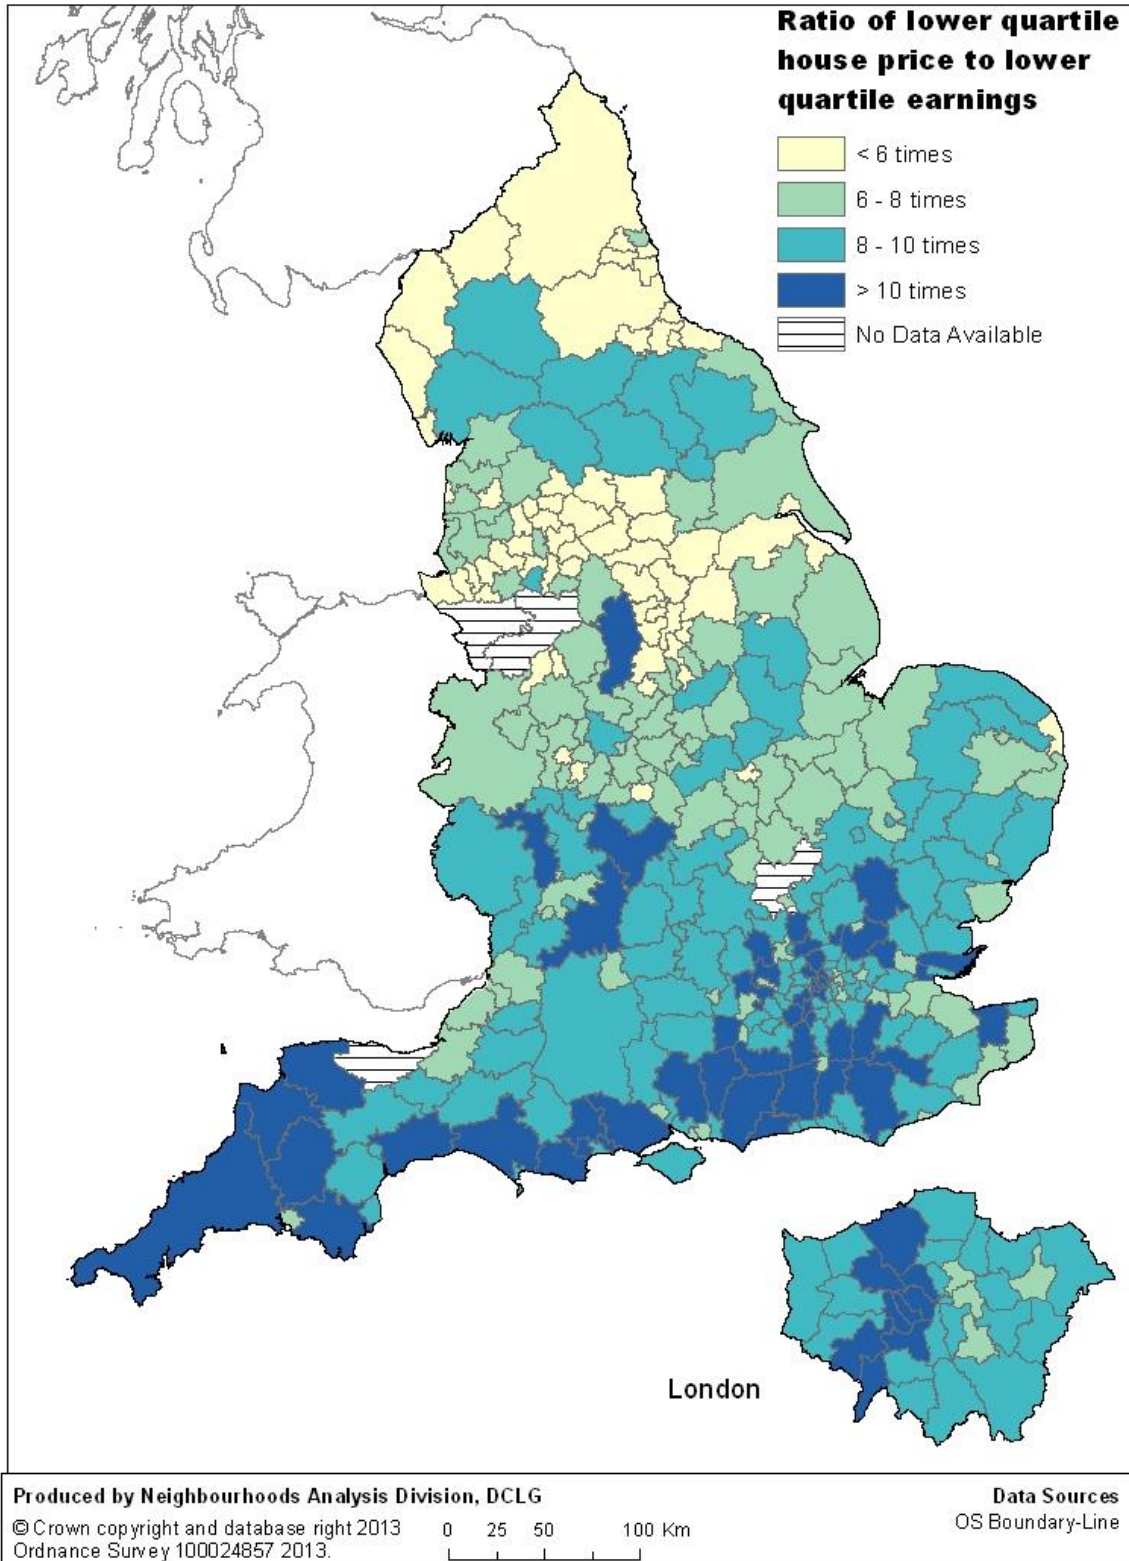 Ratio of lower quartile
house price to lower
quartile earnings
< 6 times
6 - 8 times
8 - 10 times
> 10 times
No Data Available
London
Produced by Neighbourhoods Analysis Division, DCLG
© Crown copyright and database right 2013
Ordnance Survey 100024857 2013.
0 25 50 100 Km
Data Sources
OS Boundary-Line